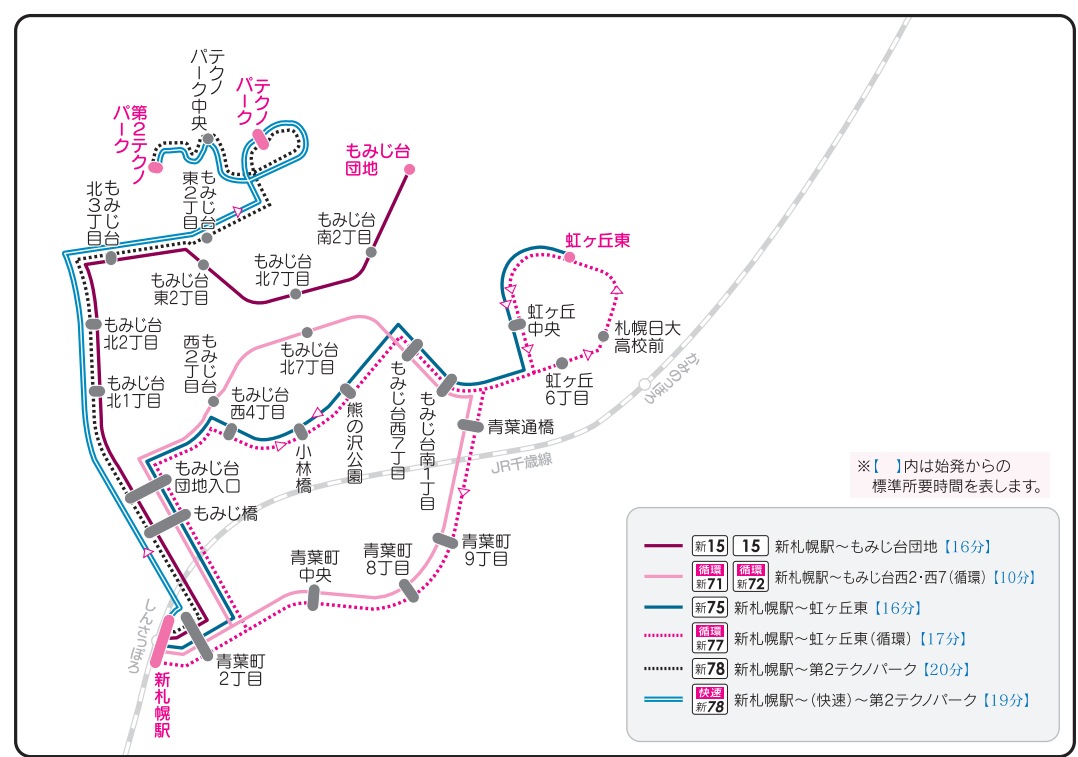 テクノ
パーク中央
テクノ
パーク
第2テクノ
パーク
もみじ台
団地
もみじ台
北3丁目
もみじ台
東2丁目
もみじ台
南2丁目
もみじ台
東2丁目
もみじ台
北7丁目
虹ヶ丘東
もみじ台
北2丁目
もみじ台
西2丁目
もみじ台
北7丁目
虹ヶ丘
中央
札幌日大
高校前
もみじ台
北1丁目
もみじ台
西4丁目
虹ヶ丘
6丁目
かみのっぽろ
小林橋
熊の沢公園
もみじ台西7丁目
もみじ台南1丁目
青葉通橋
JR千歳線
もみじ台
団地入口
もみじ橋
青葉町
9丁目
青葉町
8丁目
青葉町
中央
しんさっぽろ
青葉町
2丁目
新札幌駅
※【　】内は始発からの
標準所要時間を表します。
新15 15 新札幌駅～もみじ台団地【16分】
循環 新71 循環 新72 新札幌駅～もみじ台西2・西7（循環）【10分】
新75 新札幌駅～虹ヶ丘東【16分】
循環 新77 新札幌駅～虹ヶ丘東（循環）【17分】
新78 新札幌駅～第2テクノパーク【20分】
快速 新78 新札幌駅～（快速）～第2テクノパーク【19分】